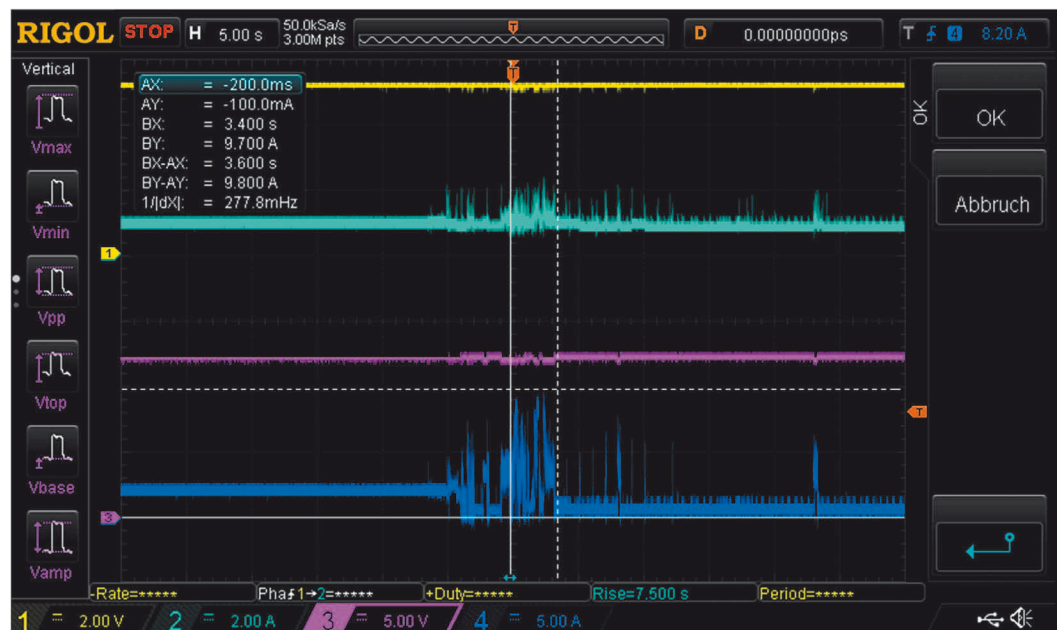 RIGOL STOP H 5.00 s 50.0kSa/s 3.00M pts T D 0.00000000ps T 4 8.20 A
Vertical
Vmax
Vmin
Vpp
Vtop
Vbase
Vamp
T
AX: = -200.0ms
AY: = -100.0mA
BX: = 3.400 s
BY: = 9.700 A
BX-AX: = 3.600 s
BY-AY: = 9.800 A
1/|dX|: = 277.8mHz
1
3
T
OK
OK
Abbruch
-Rate=***** Pha⨍1→2=***** +Duty=***** Rise=7.500 s Period=*****
1 = 2.00 V 2 = 2.00 A 3 = 5.00 V 4 = 5.00 A